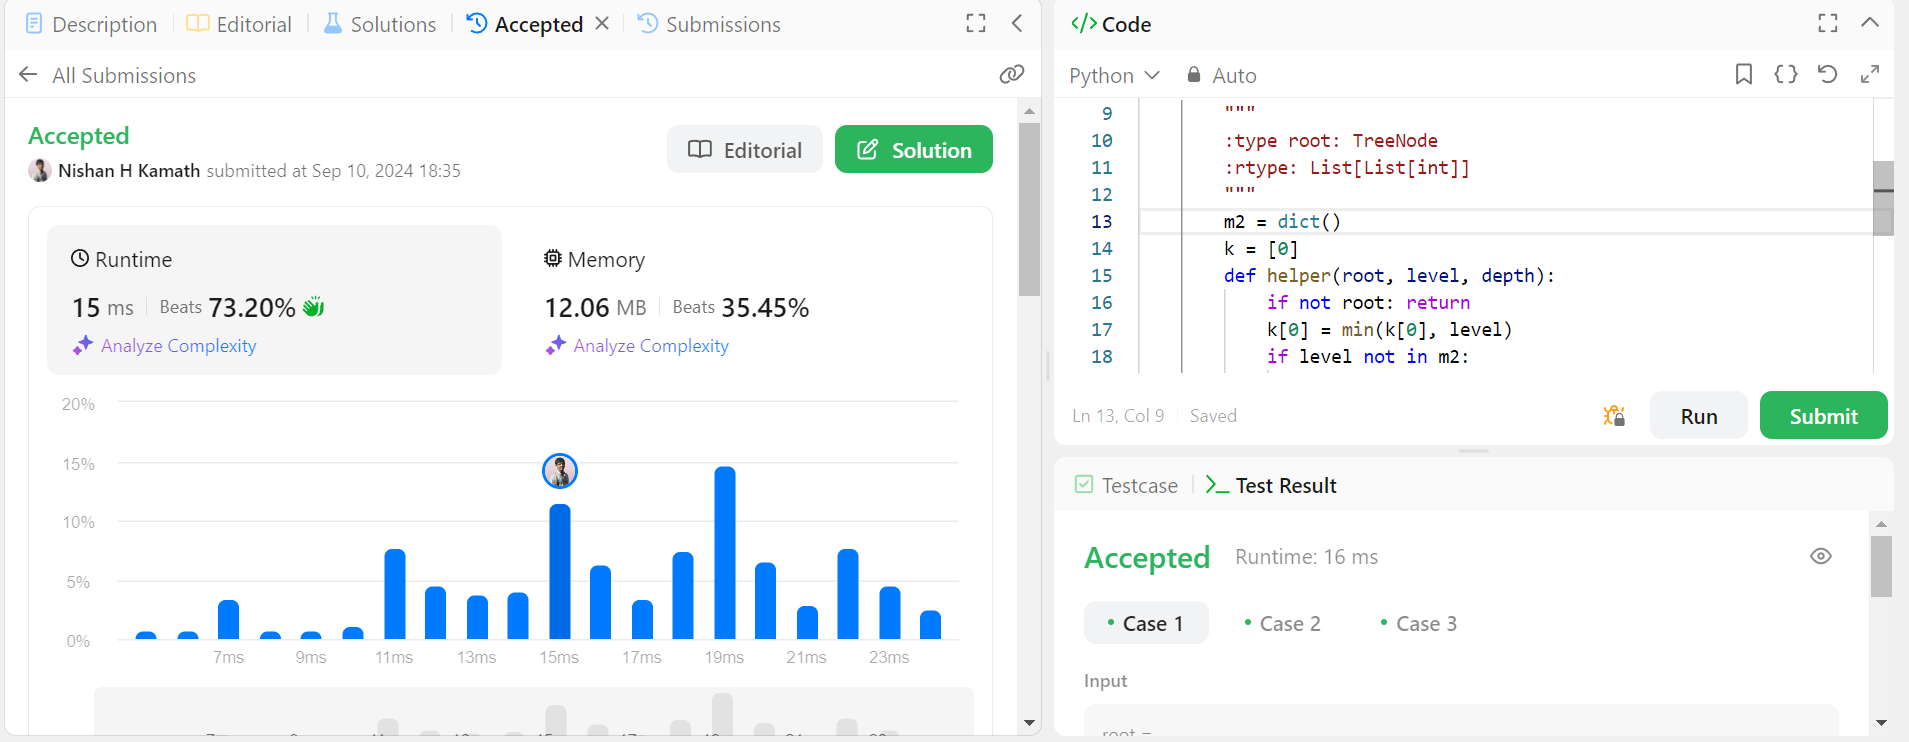 Description Editorial Solutions Accepted Submissions
All Submissions
Accepted
Nishan H Kamath submitted at Sep 10, 2024 18:35
Editorial
Solution
Runtime
15 ms Beats 73.20%
Analyze Complexity
Memory
12.06 MB Beats 35.45%
Analyze Complexity
20%
15%
10%
5%
0%
7ms 9ms 11ms 13ms 15ms 17ms 19ms 21ms 23ms
</> Code
Python Auto
9 """
10 :type root: TreeNode
11 :rtype: List[List[int]]
12 """
13 m2 = dict()
14 k = [0]
15 def helper(root, level, depth):
16 if not root: return
17 k[0] = min(k[0], level)
18 if level not in m2:
Ln 13, Col 9 Saved
Run
Submit
Testcase >_ Test Result
Accepted Runtime: 16 ms
Case 1 Case 2 Case 3
Input
root =